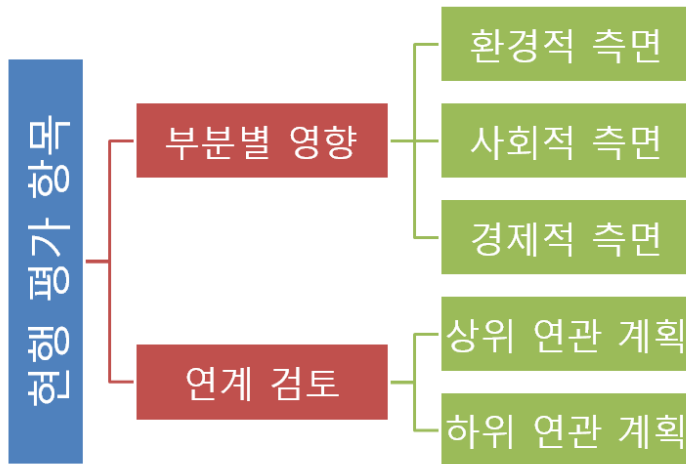 현행 평가 항목
부분별 영향
환경적 측면
사회적 측면
경제적 측면
연계 검토
상위 연관 계획
하위 연관 계획